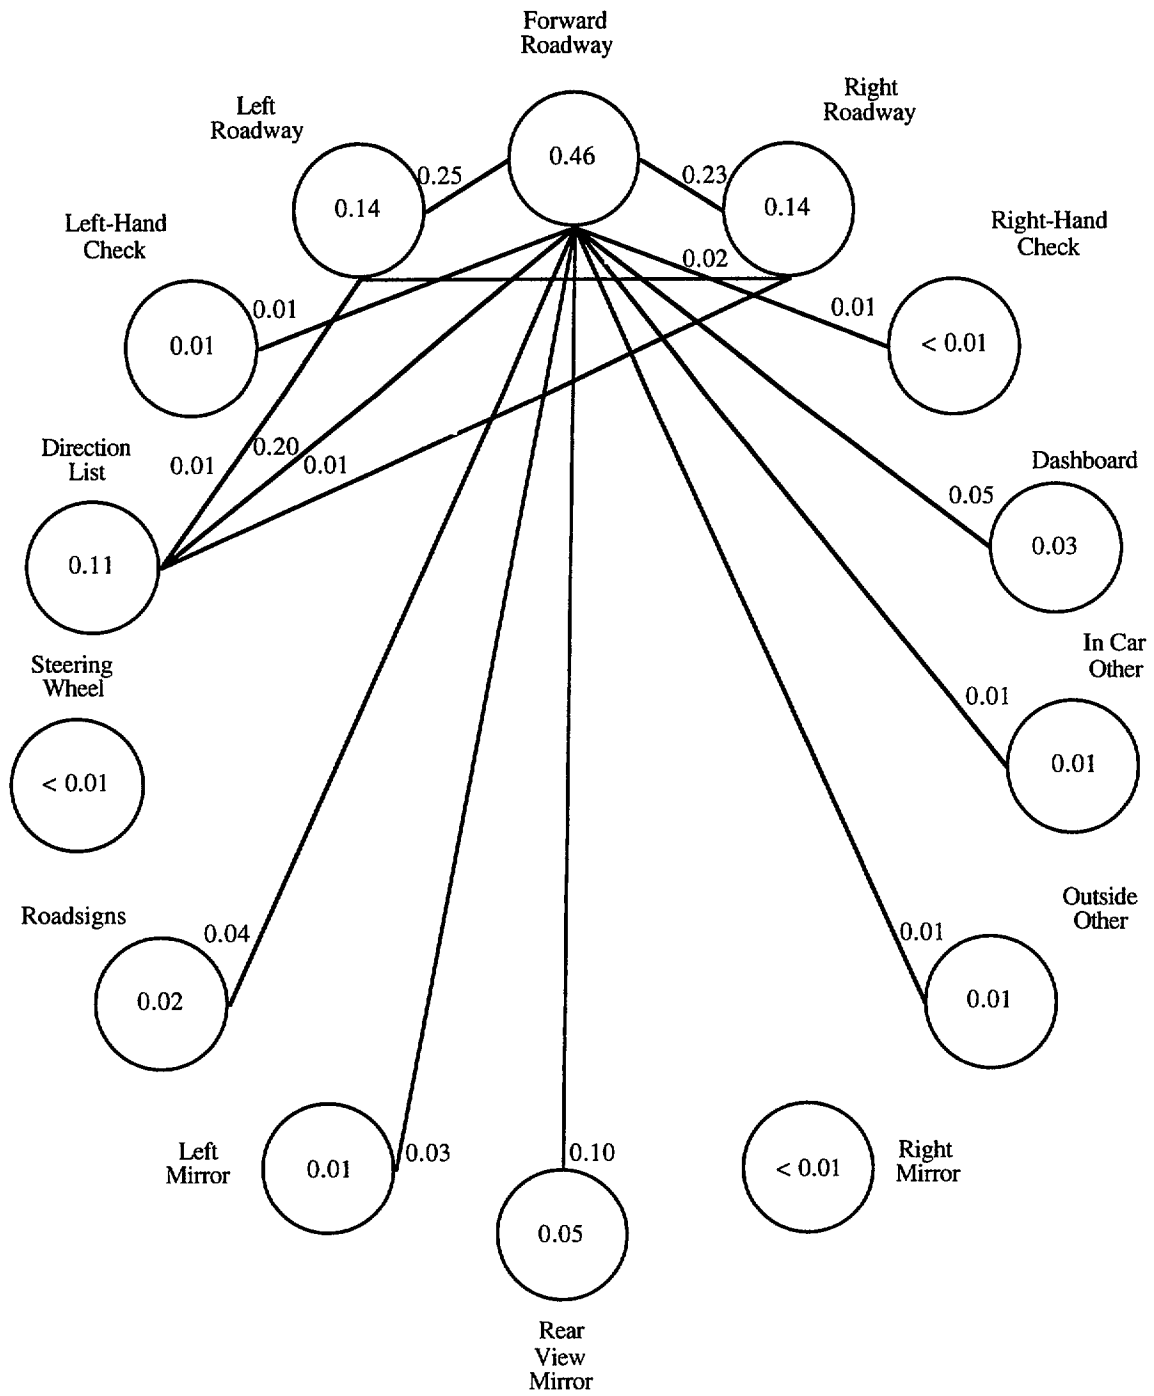 Forward
Roadway
0.46
Left
Roadway
0.14
0.25
Right
Roadway
0.23
0.14
0.02
Left-Hand
Check
0.01
0.01
Right-Hand
Check
0.01
< 0.01
Direction
List
0.11
0.01
0.20
0.01
Dashboard
0.05
0.03
Steering
Wheel
< 0.01
In Car
Other
0.01
0.01
Roadsigns
0.04
0.02
Outside
Other
0.01
0.01
Left
Mirror
0.01
0.03
0.10
0.05
Rear
View
Mirror
< 0.01
Right
Mirror